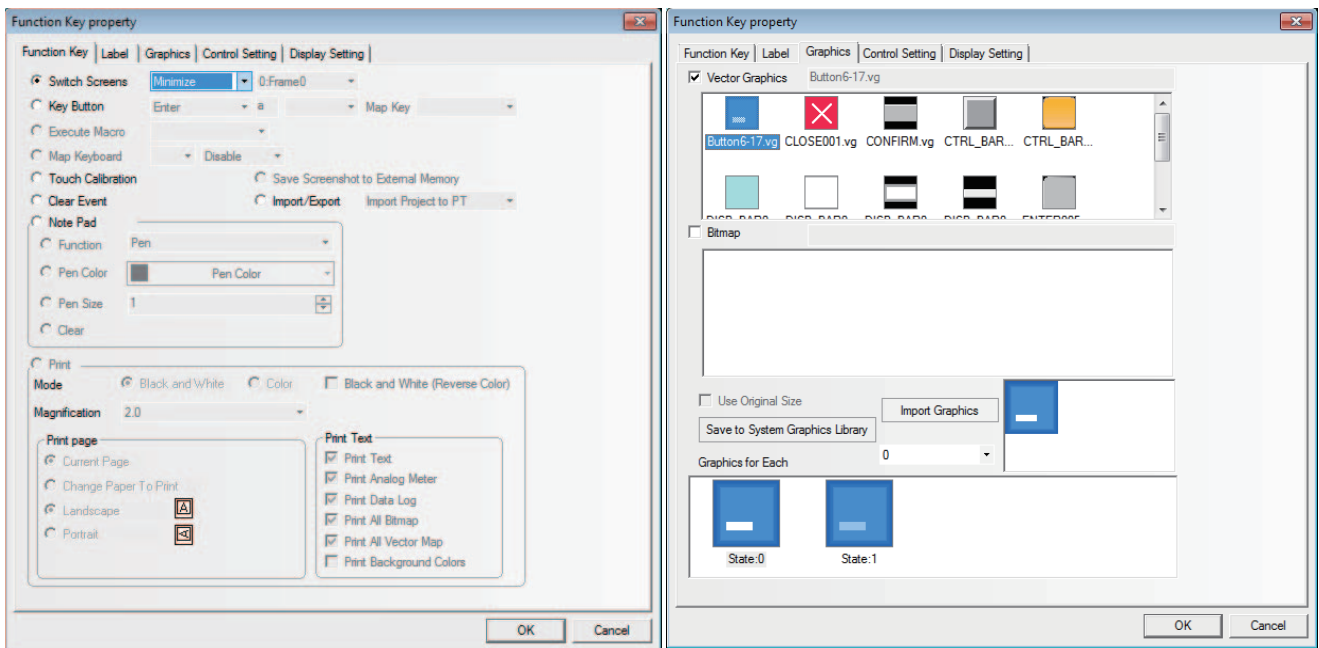 Function Key property
Function Key Label Graphics Control Setting Display Setting
Switch Screens Minimize 0:Frame0
Key Button Enter a Map Key
Execute Macro
Map Keyboard Disable
Touch Calibration Save Screenshot to External Memory
Clear Event Import/Export Import Project to PT
Note Pad
Function Pen
Pen Color Pen Color
Pen Size 1
Clear
Print
Mode Black and White Color Black and White (Reverse Color)
Magnification 2.0
Print page
Current Page
Change Paper To Print
Landscape A
Portrait A
Print Text
Print Text
Print Analog Meter
Print Data Log
Print All Bitmap
Print All Vector Map
Print Background Colors
OK Cancel
Function Key property
Function Key Label Graphics Control Setting Display Setting
Vector Graphics Button6-17.vg
Button6-17.vg CLOSE001.vg CONFIRM.vg CTRL_BAR... CTRL_BAR...
Bitmap
Use Original Size
Import Graphics
Save to System Graphics Library
Graphics for Each 0
State:0 State:1
OK Cancel